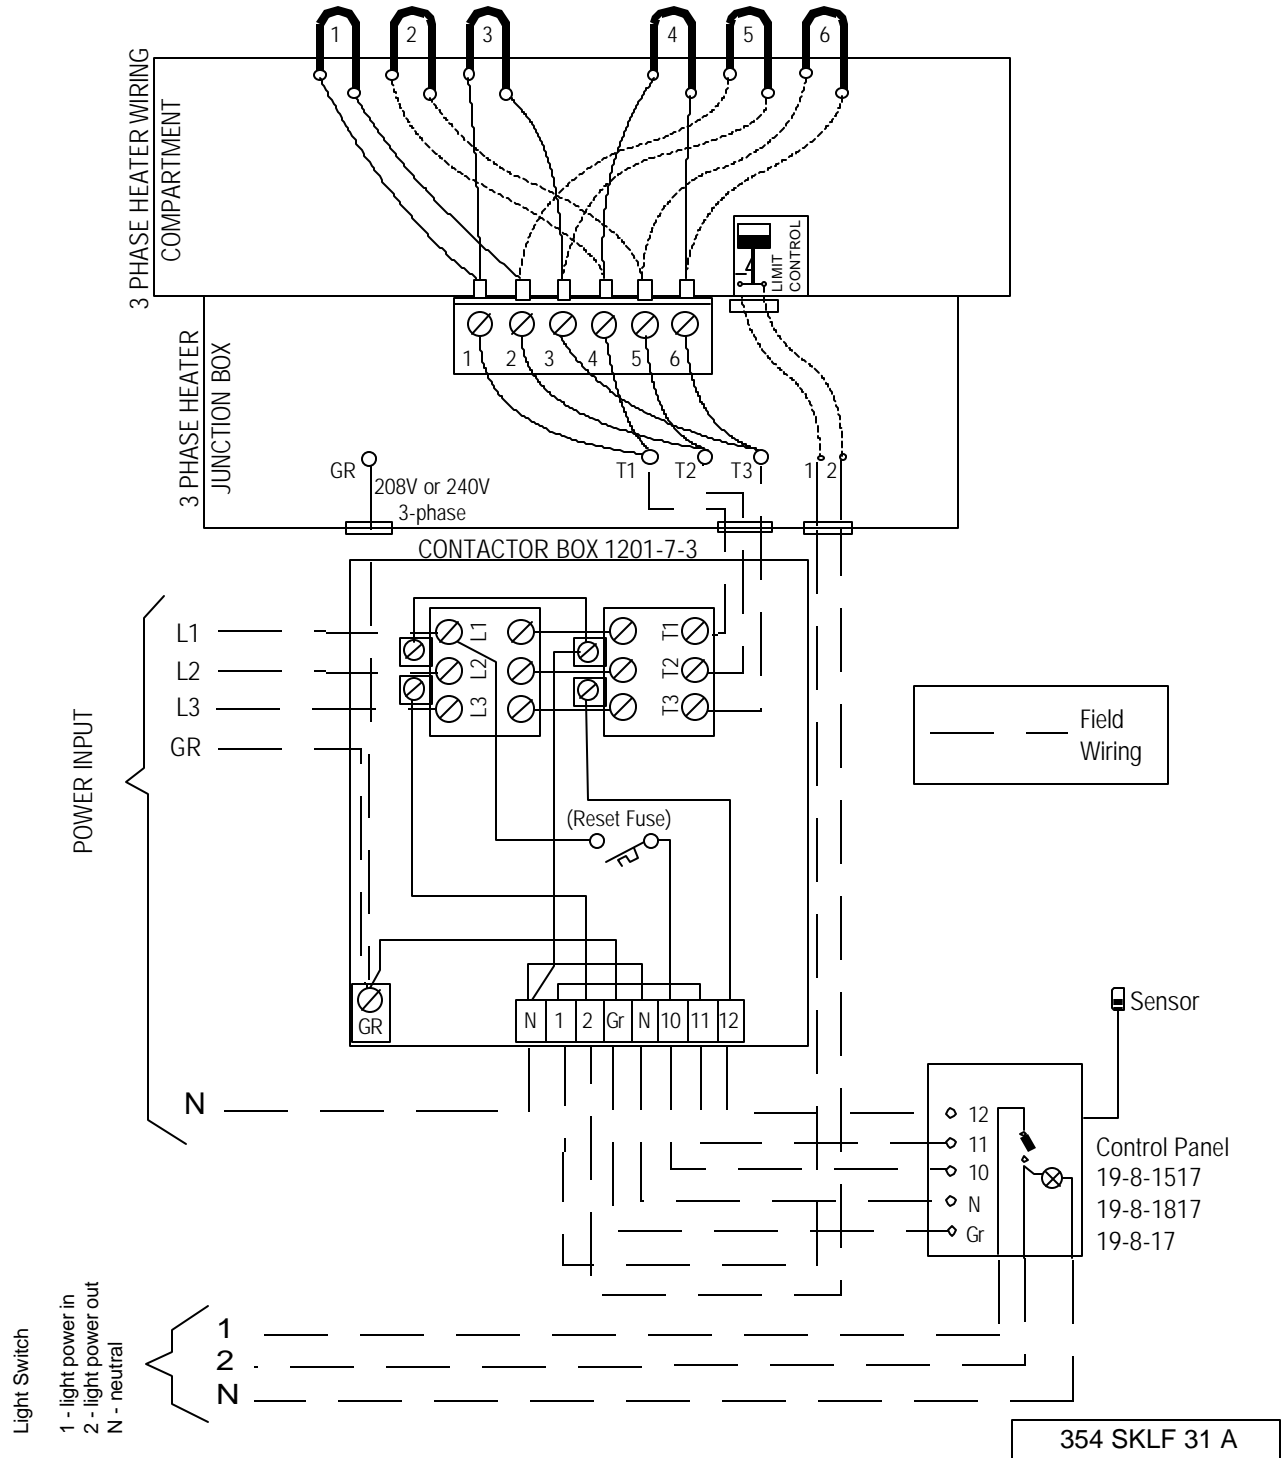 1 2 3 4 5 6
3 PHASE HEATER WIRING
COMPARTMENT
LIMIT
CONTROL
3 PHASE HEATER
JUNCTION BOX
1 2 3 4 5 6
GR
T1 T2 T3 1 2
208V or 240V
3-phase
CONTACTOR BOX 1201-7-3
POWER INPUT
L1
L2
L3
GR
L1
L2
L3
T1
T2
T3
Field
Wiring
(Reset Fuse)
GR
N 1 2 Gr N 10 11 12
Sensor
N
12
11
10
N
Gr
Control Panel
19-8-1517
19-8-1817
19-8-17
Light Switch
1 - light power in
2 - light power out
N - neutral
1
2
N
354 SKLF 31 A